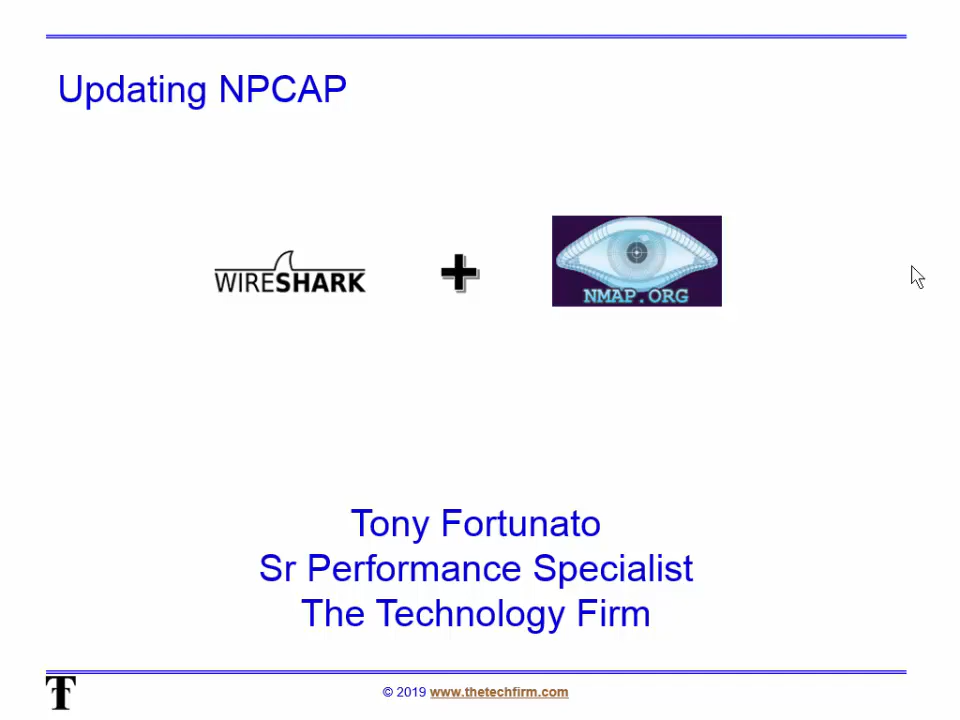 Updating NPCAP
WIRESHARK
NMAP.ORG
Tony Fortunato
Sr Performance Specialist
The Technology Firm
© 2019 www.thetechfirm.com